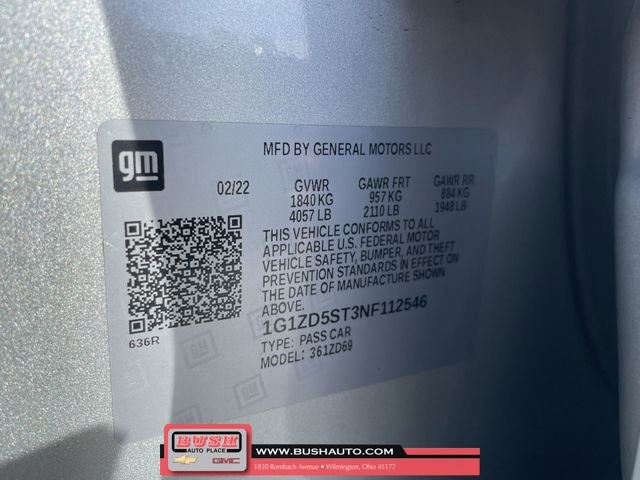 gm
MFD BY GENERAL MOTORS LLC
02/22 GVWR GAWR FRT GAWR RR
1840 KG 957 KG 884 KG
4057 LB 2110 LB 1948 LB
THIS VEHICLE CONFORMS TO ALL
APPLICABLE U.S. FEDERAL MOTOR
VEHICLE SAFETY, BUMPER, AND THEFT
PREVENTION STANDARDS IN EFFECT ON
THE DATE OF MANUFACTURE SHOWN
ABOVE.
1G1ZD5ST3NF112546
TYPE: PASS CAR
MODEL: 361ZD69
636R
BUSH
AUTO PLACE
GMC
WWW.BUSHAUTO.COM
1850 Rombach Avenue • Wilmington, Ohio 45177